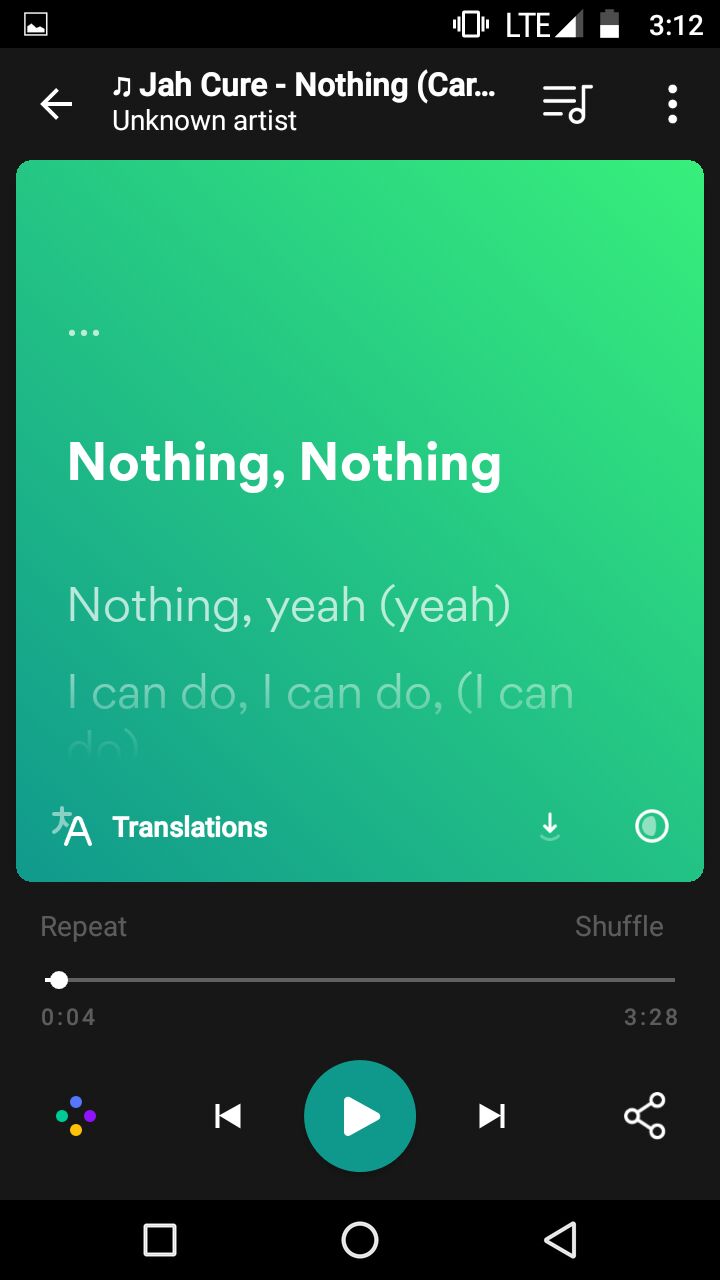 LTE 3:12
♫ Jah Cure - Nothing (Car...
Unknown artist
...
Nothing, Nothing
Nothing, yeah (yeah)
I can do, I can do, (I can
do)
Translations
Repeat Shuffle
0:04 3:28